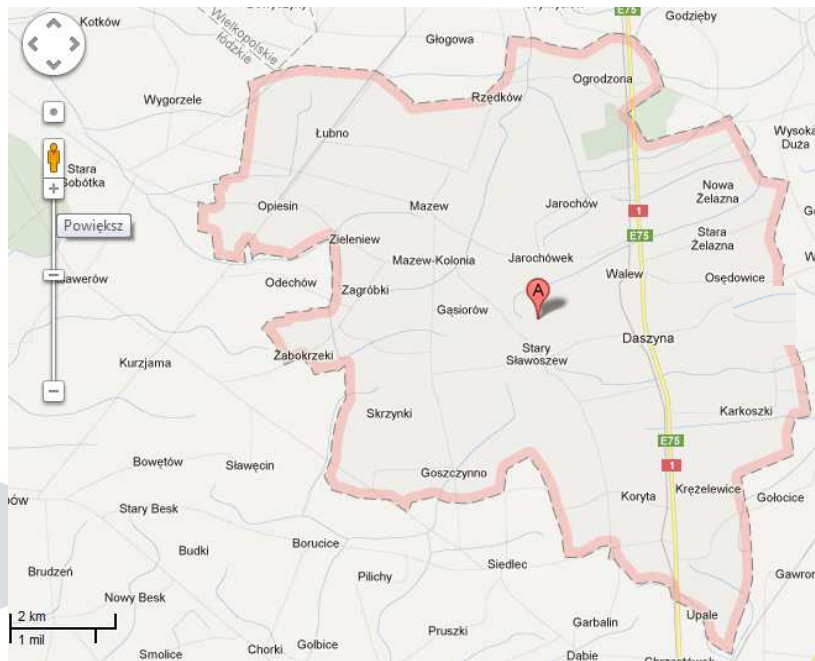 E75
Godzięby
Kotków
Wielkopolskie
łódzkie
Głogowa
Ogrodzona
Wygorzele
Rzędków
Łubno
Wysoka
Duża
Stara
Sobótka
Nowa
Żelazna
Powiększ
Opiesin
Mazew
Jarochów
1
Zieleniew
E75
Stara
Żelazna
Mazew-Kolonia
Jarochówek
Walew
Osędowice
Odechów
Zagróbki
A
Gąsiorów
Daszyna
Stary
Sławoszew
Żabokrzeki
Kurzjama
Skrzynki
Karkoszki
E75
Bowętów
Sławęcin
1
Goszczynno
Krężelewice
Koryta
Gołocice
Stary Besk
Borucice
Budki
Siedlec
Brudzeń
Pilichy
Nowy Besk
2 km
Upale
1 mil
Garbalin
Pruszki
Golbice
Chorki
Smolice
Dąbie